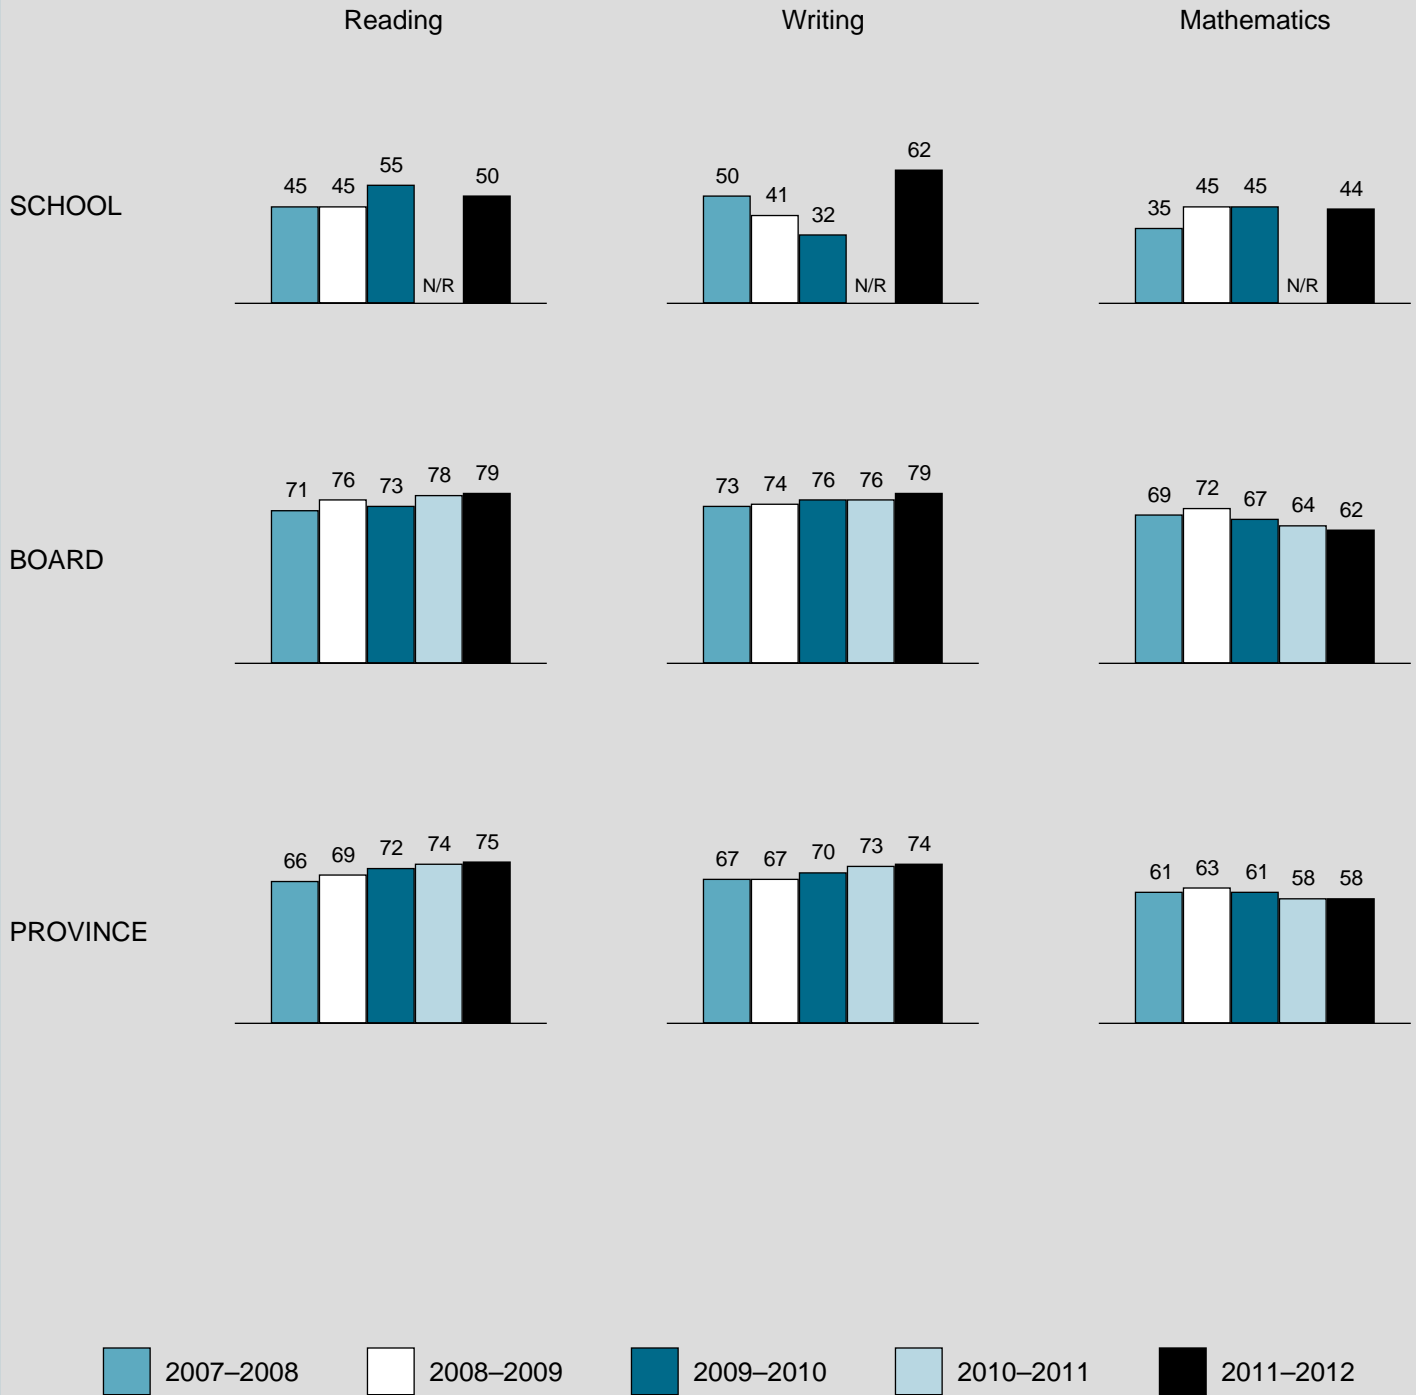 Reading Writing Mathematics
55
45 45 50
N/R
62
50 41 32
N/R
35 45 45 44
N/R
SCHOOL
71 76 73 78 79
73 74 76 76 79
69 72 67 64 62
BOARD
66 69 72 74 75
67 67 70 73 74
61 63 61 58 58
PROVINCE
2007–2008 2008–2009 2009–2010 2010–2011 2011–2012